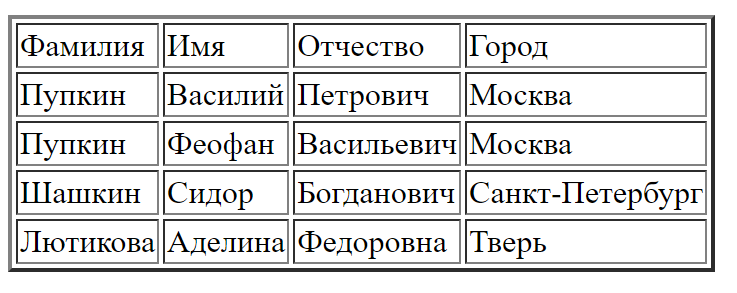 Фамилия Имя Отчество Город
Пупкин Василий Петрович Москва
Пупкин Феофан Васильевич Москва
Шашкин Сидор Богданович Санкт-Петербург
Лютикова Аделина Федоровна Тверь